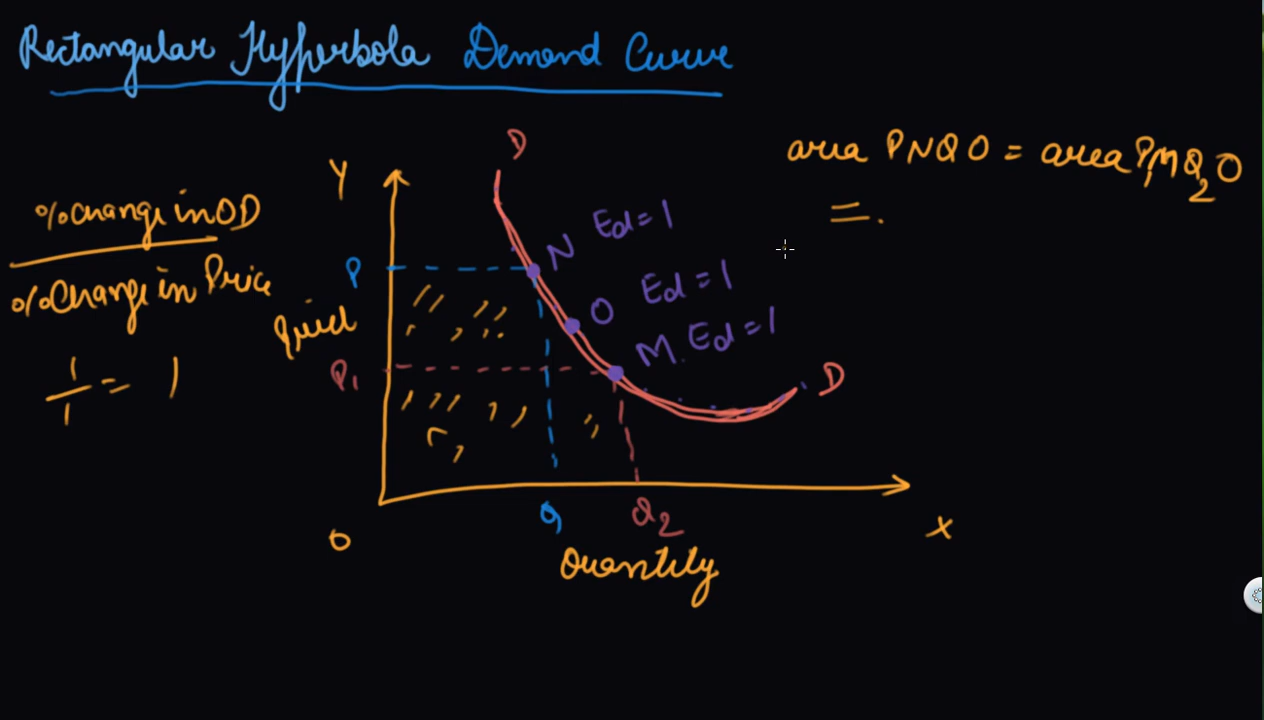 Rectangular Hyperbola Demand Curve
area PNQO = area P1MQ2O
=.
%Change in QD
%Change in Price
1
1
= 1
Y
D
N Ed=1
P
O Ed=1
M. Ed=1
P1
D
O
Q
Q2
X
Quantity